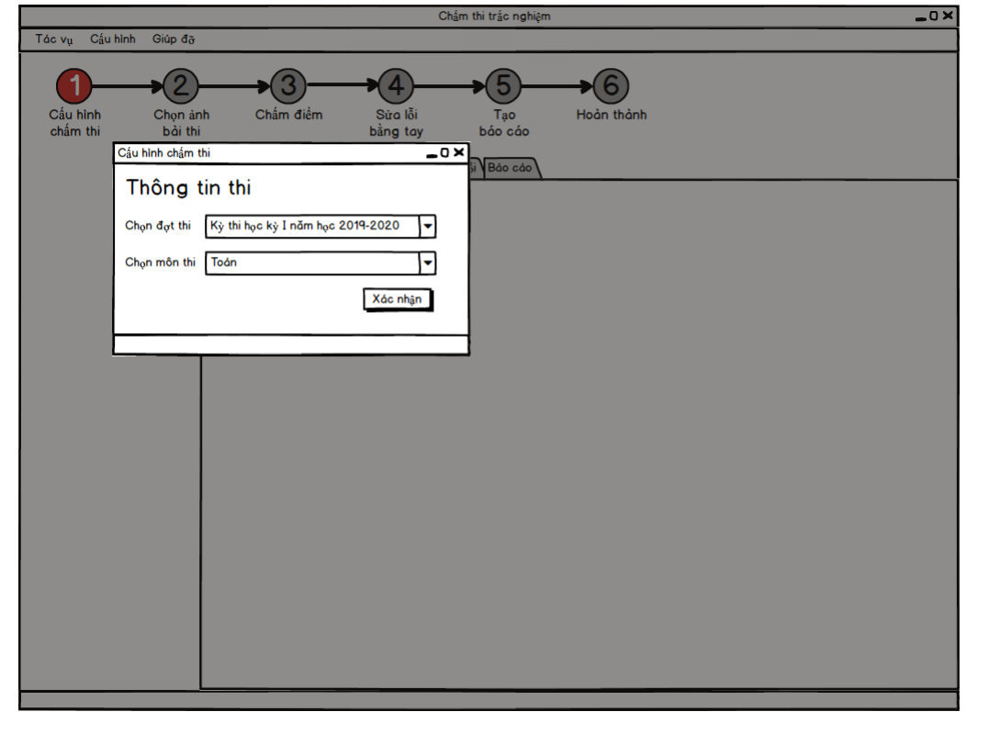 Chấm thi trắc nghiệm
Tác vụ Cấu hình Giúp đỡ
1 2 3 4 5 6
Cấu hình chấm thi
Chọn ảnh bài thi
Chấm điểm
Sửa lỗi bằng tay
Tạo báo cáo
Hoàn thành
Báo cáo
Cấu hình chấm thi
Thông tin thi
Chọn đợt thi Kỳ thi học kỳ I năm học 2019-2020
Chọn môn thi Toán
Xác nhận